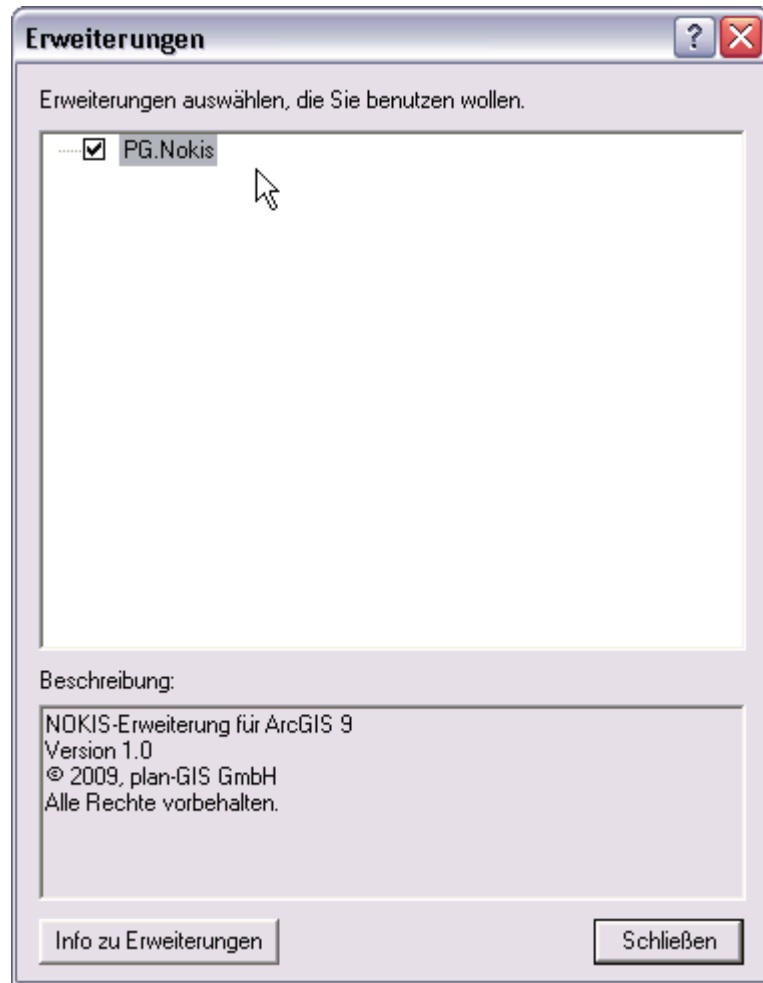 Erweiterungen
Erweiterungen auswählen, die Sie benutzen wollen.
PG.Nokis
Beschreibung:
NOKIS-Erweiterung für ArcGIS 9
Version 1.0
© 2009, plan-GIS GmbH
Alle Rechte vorbehalten.
Info zu Erweiterungen
Schließen